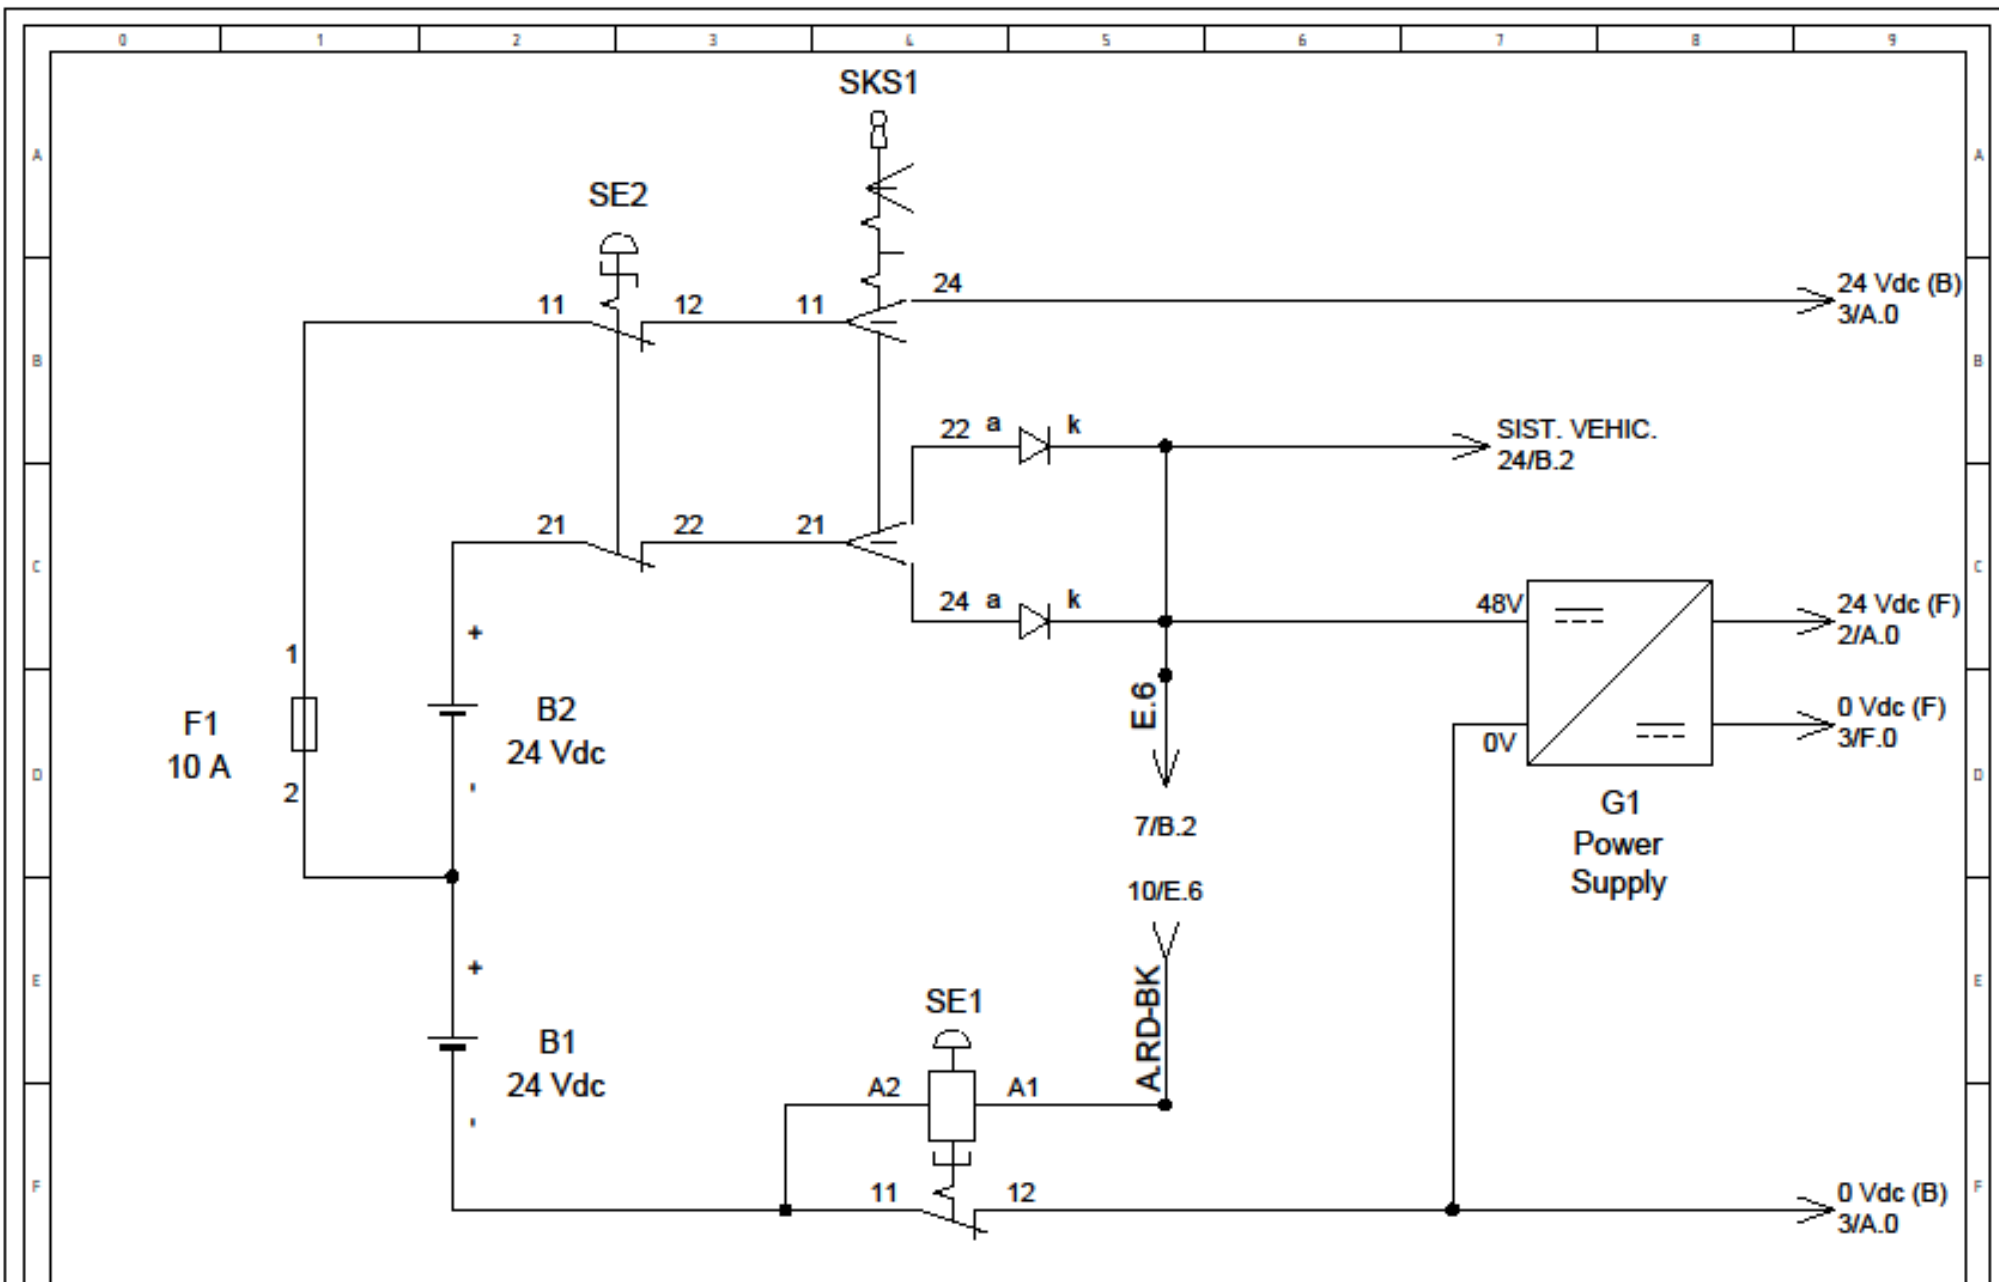 0 1 2 3 4 5 6 7 8 9
SKS1
A A
SE2
24
24 Vdc (B)
11 12 11
3/A.0
B B
22 a k
SIST. VEHIC.
24/B.2
21 22 21
C C
24 a k
48V
24 Vdc (F)
2/A.0
+
1
E.6
F1
10 A
B2
24 Vdc
0V
0 Vdc (F)
3/F.0
D D
2
-
G1
Power
Supply
7/B.2
10/E.6
+
E E
SE1
A.RD-BK
B1
24 Vdc
A2 A1
-
11 12
F F
0 Vdc (B)
3/A.0